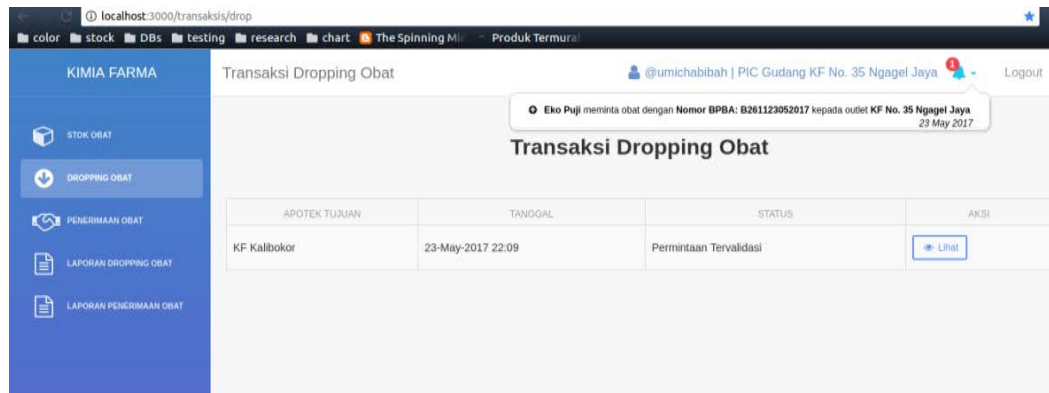 localhost:3000/transaksis/drop
color stock DBs testing research chart The Spinning Mi Produk Termura
KIMIA FARMA
Transaksi Dropping Obat
@umichabibah | PIC Gudang KF No. 35 Ngagel Jaya
1
Logout
Eko Puji meminta obat dengan Nomor BPBA: B261123052017 kepada outlet KF No. 35 Ngagel Jaya
23 May 2017
STOK OBAT
DROPPING OBAT
PENERIMAAN OBAT
LAPORAN DROPPING OBAT
LAPORAN PENERIMAAN OBAT
Transaksi Dropping Obat
APOTEK TUJUAN TANGGAL STATUS AKSI
KF Kalibokor 23-May-2017 22:09 Permintaan Tervalidasi Lihat